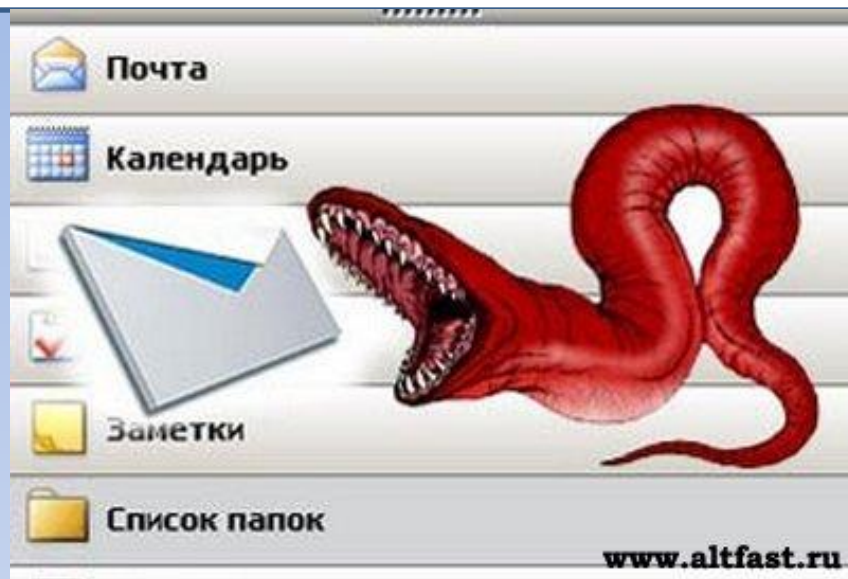 Почта
Календарь
Заметки
Список папок
www.altfast.ru